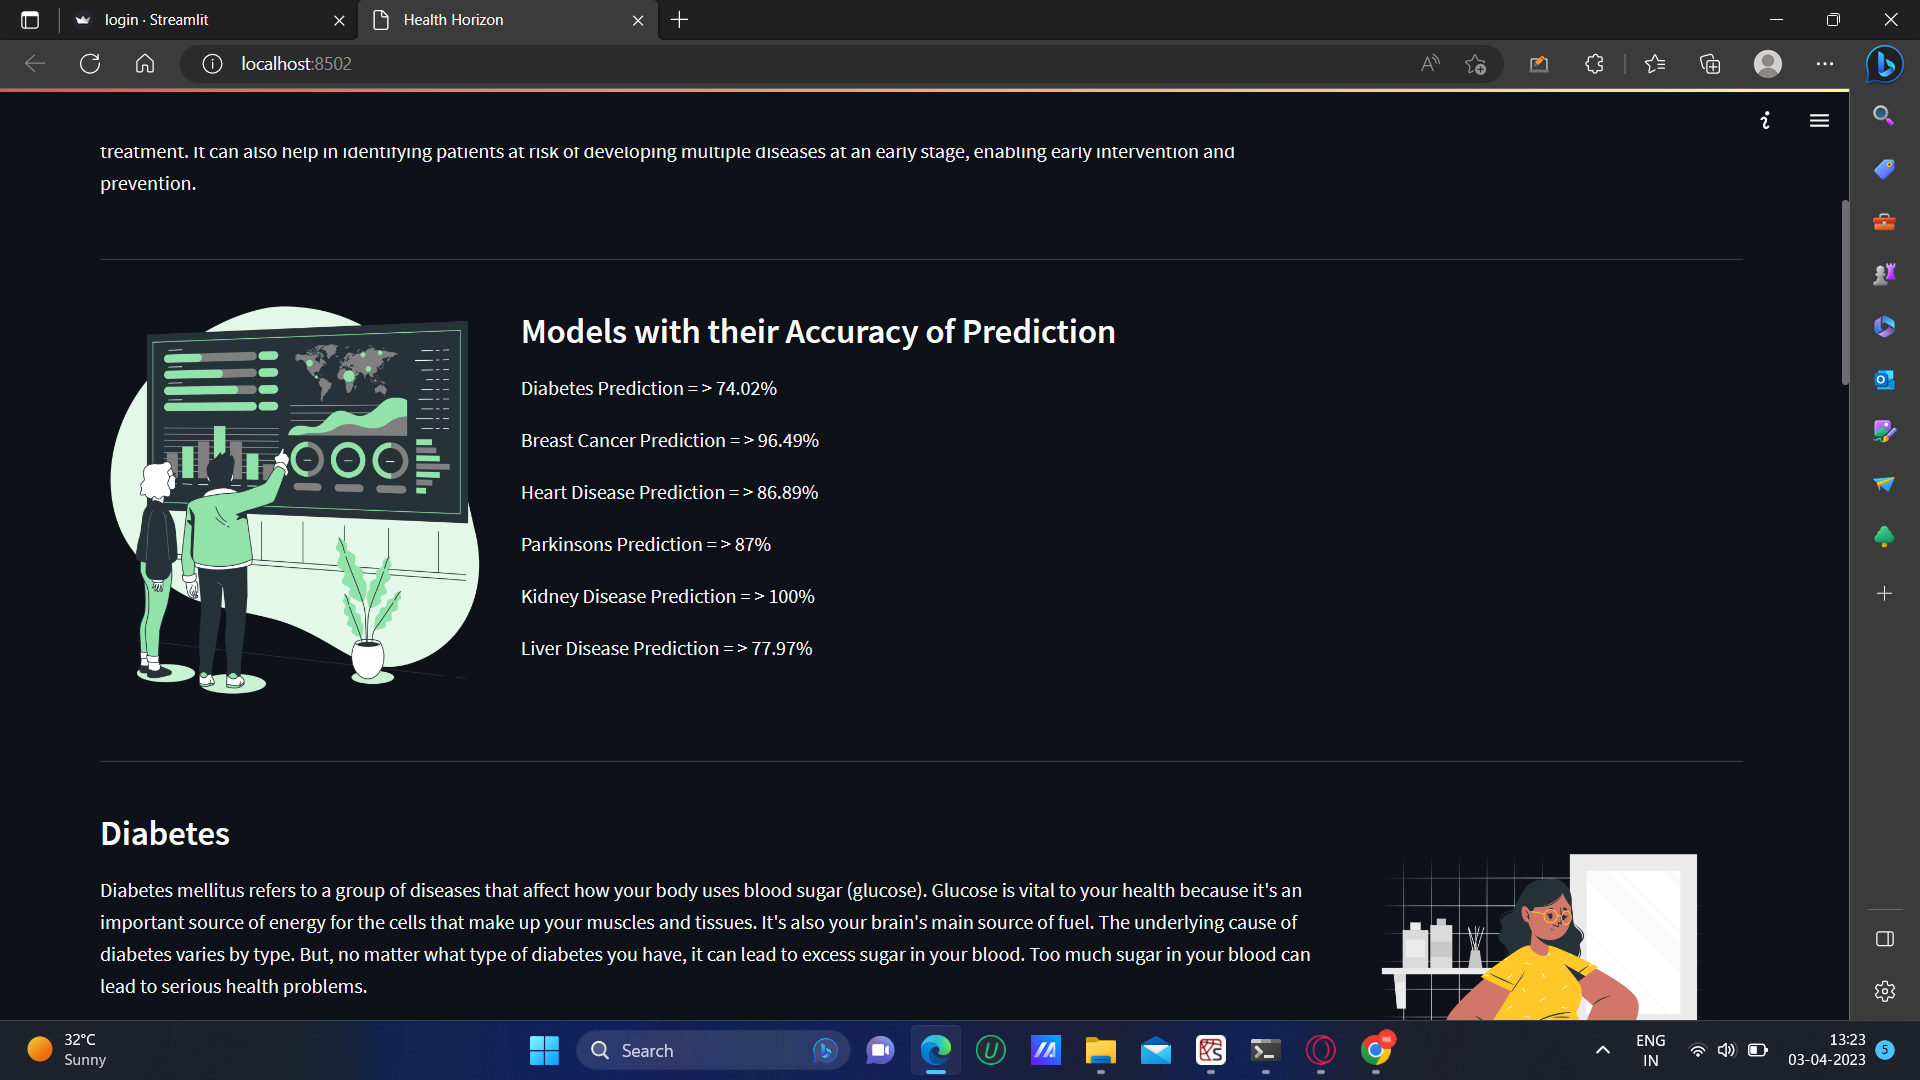 login · Streamlit
Health Horizon
localhost:8502
treatment. It can also help in identifying patients at risk of developing multiple diseases at an early stage, enabling early intervention and
prevention.
Models with their Accuracy of Prediction
Diabetes Prediction = > 74.02%
Breast Cancer Prediction = > 96.49%
Heart Disease Prediction = > 86.89%
Parkinsons Prediction = > 87%
Kidney Disease Prediction = > 100%
Liver Disease Prediction = > 77.97%
Diabetes
Diabetes mellitus refers to a group of diseases that affect how your body uses blood sugar (glucose). Glucose is vital to your health because it's an
important source of energy for the cells that make up your muscles and tissues. It's also your brain's main source of fuel. The underlying cause of
diabetes varies by type. But, no matter what type of diabetes you have, it can lead to excess sugar in your blood. Too much sugar in your blood can
lead to serious health problems.
32°C
Sunny
Search
ENG
IN
13:23
03-04-2023
5